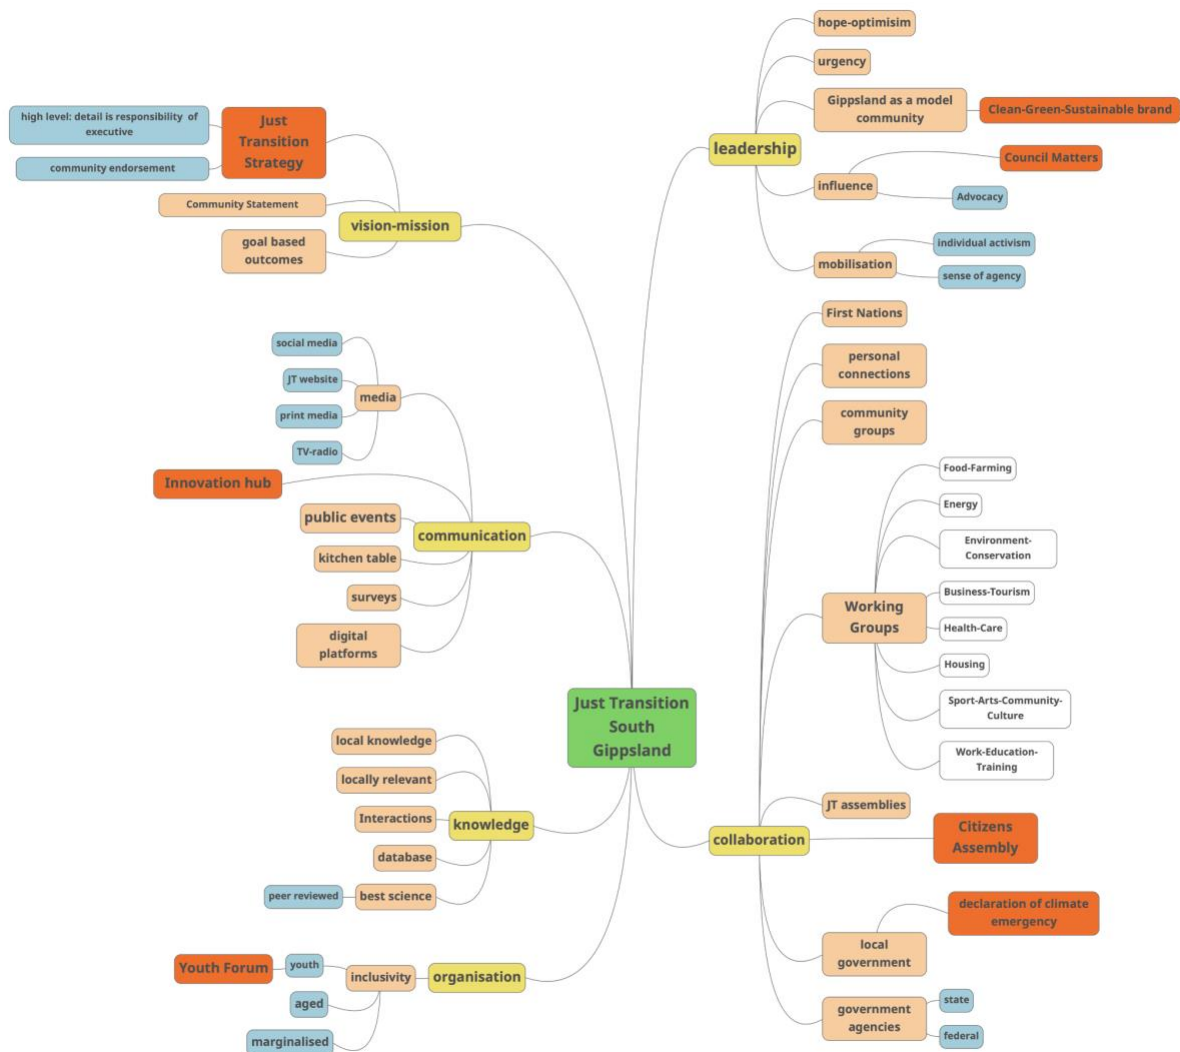 hope-optimisim
urgency
Gippsland as a model
community
Clean-Green-Sustainable brand
leadership
Council Matters
influence
Advocacy
individual activism
mobilisation
sense of agency
high level: detail is responsibility of
executive
community endorsement
Just
Transition
Strategy
Community Statement
vision-mission
goal based
outcomes
social media
JT website
media
print media
TV-radio
Innovation hub
public events
communication
kitchen table
surveys
digital
platforms
Just Transition
South
Gippsland
local knowledge
locally relevant
Interactions
knowledge
database
peer reviewed
best science
Youth Forum
youth
inclusivity
organisation
aged
marginalised
First Nations
personal
connections
community
groups
Food-Farming
Energy
Environment-
Conservation
Business-Tourism
Working
Groups
Health-Care
Housing
Sport-Arts-Community-
Culture
Work-Education-
Training
JT assemblies
collaboration
Citizens
Assembly
declaration of climate
emergency
local
government
government
agencies
state
federal